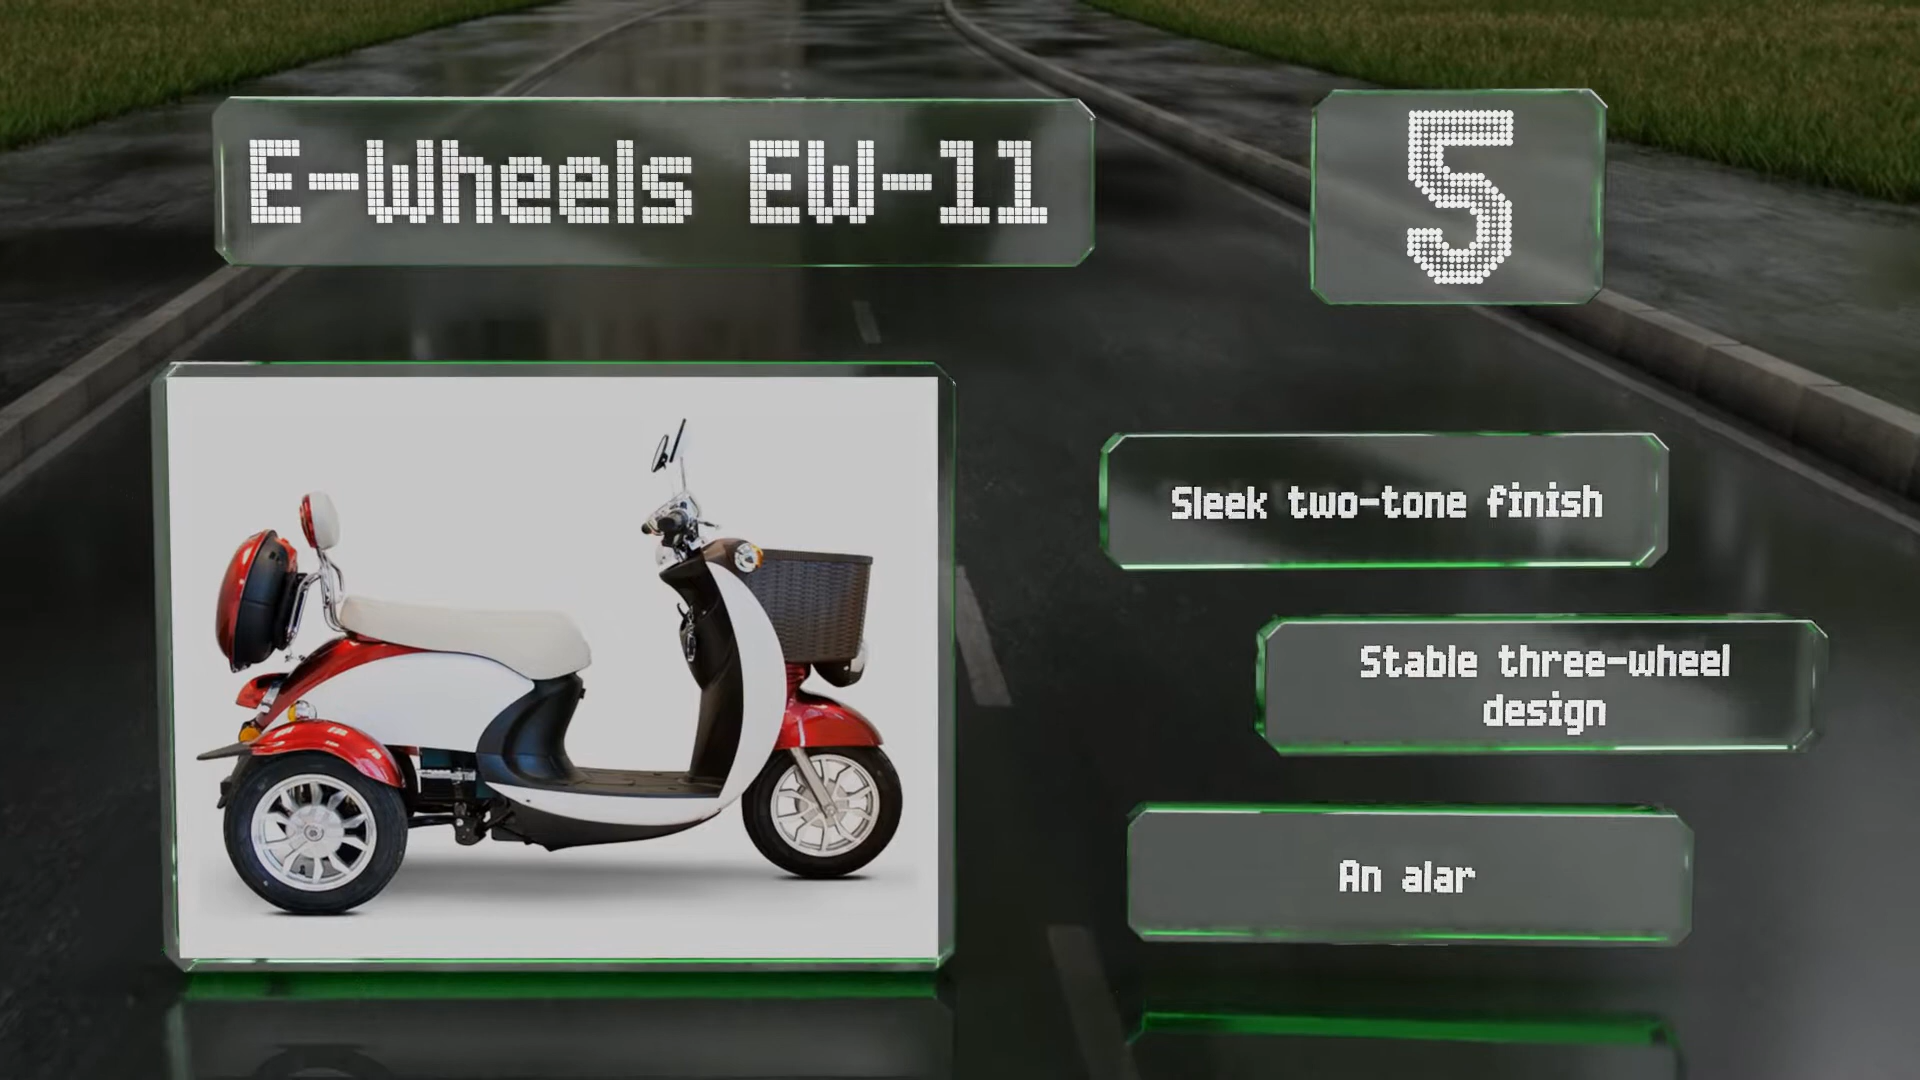 E-Wheels EW-11
5
Sleek two-tone finish
Stable three-wheel
design
An alar